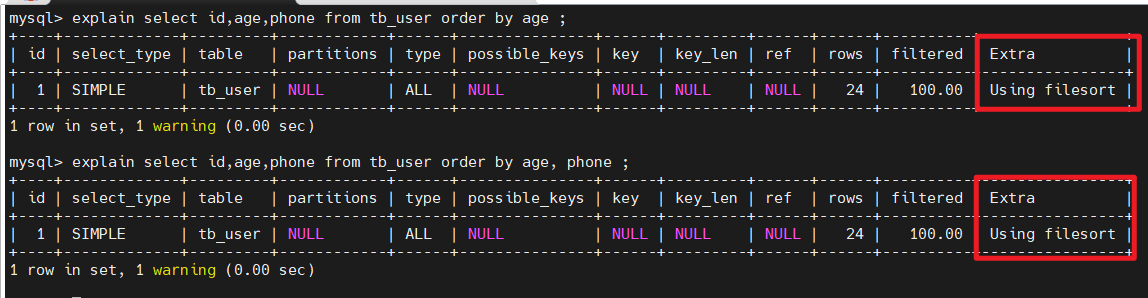 mysql> explain select id,age,phone from tb_user order by age ;
+----+-------------+---------+------------+------+---------------+------+---------+------+------+----------+----------------+
| id | select_type | table   | partitions | type | possible_keys | key  | key_len | ref  | rows | filtered | Extra          |
+----+-------------+---------+------------+------+---------------+------+---------+------+------+----------+----------------+
|  1 | SIMPLE      | tb_user | NULL       | ALL  | NULL          | NULL | NULL    | NULL |   24 |   100.00 | Using filesort |
+----+-------------+---------+------------+------+---------------+------+---------+------+------+----------+----------------+
1 row in set, 1 warning (0.00 sec)
mysql> explain select id,age,phone from tb_user order by age, phone ;
+----+-------------+---------+------------+------+---------------+------+---------+------+------+----------+----------------+
| id | select_type | table   | partitions | type | possible_keys | key  | key_len | ref  | rows | filtered | Extra          |
+----+-------------+---------+------------+------+---------------+------+---------+------+------+----------+----------------+
|  1 | SIMPLE      | tb_user | NULL       | ALL  | NULL          | NULL | NULL    | NULL |   24 |   100.00 | Using filesort |
+----+-------------+---------+------------+------+---------------+------+---------+------+------+----------+----------------+
1 row in set, 1 warning (0.00 sec)